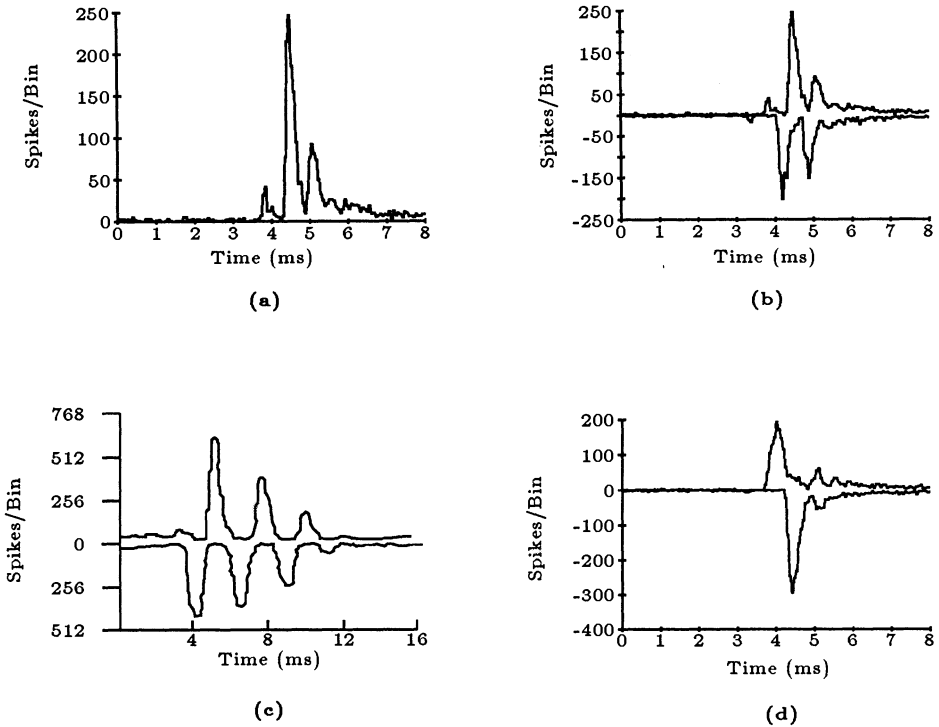 250
200
150
100
50
0
Spikes/Bin
0 1 2 3 4 5 6 7 8
Time (ms)
(a)
250
150
50
-50
-150
-250
Spikes/Bin
0 1 2 3 4 5 6 7 8
Time (ms)
(b)
768
512
256
0
256
512
Spikes/Bin
4 8 12 16
Time (ms)
(c)
200
100
0
-100
-200
-300
-400
Spikes/Bin
0 1 2 3 4 5 6 7 8
Time (ms)
(d)